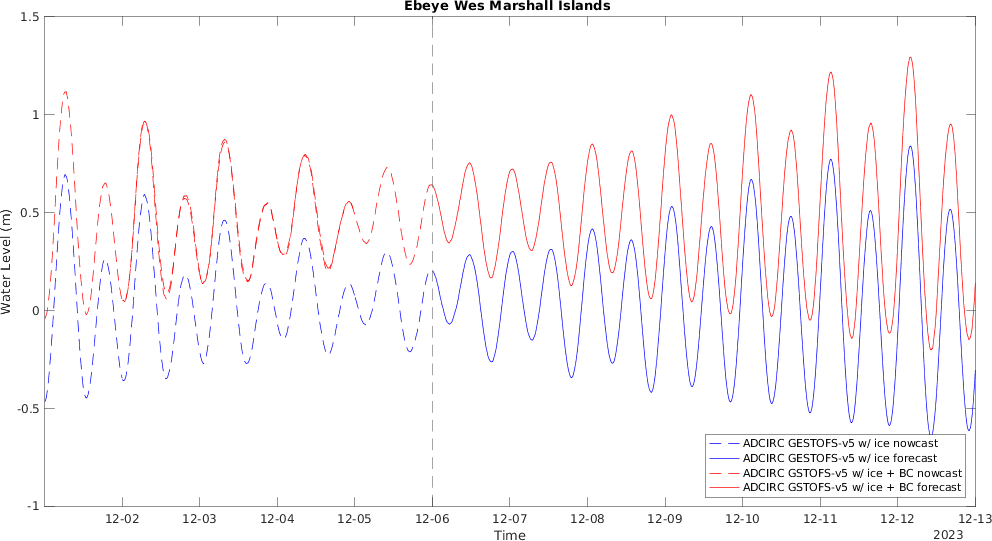 Ebeye Wes Marshall Islands
1.5
1
0.5
0
-0.5
-1
Water Level (m)
ADCIRC GESTOFS-v5 w/ ice nowcast
ADCIRC GESTOFS-v5 w/ ice forecast
ADCIRC GSTOFS-v5 w/ ice + BC nowcast
ADCIRC GSTOFS-v5 w/ ice + BC forecast
12-02 12-03 12-04 12-05 12-06 12-07 12-08 12-09 12-10 12-11 12-12 12-13
Time
2023